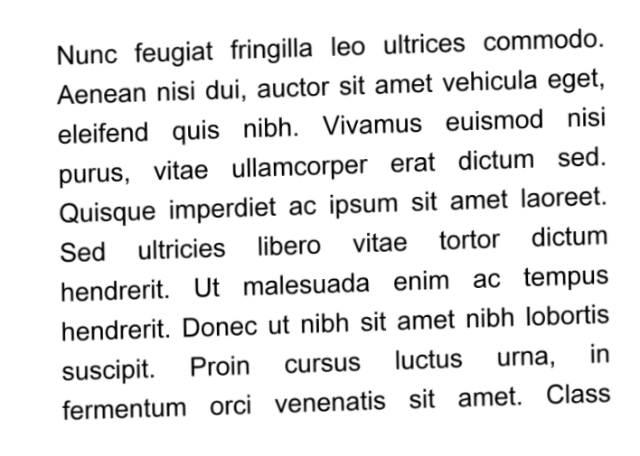 Nunc feugiat fringilla leo ultrices commodo.
Aenean nisi dui, auctor sit amet vehicula eget,
eleifend quis nibh. Vivamus euismod nisi
purus, vitae ullamcorper erat dictum sed.
Quisque imperdiet ac ipsum sit amet laoreet.
Sed ultricies libero vitae tortor dictum
hendrerit. Ut malesuada enim ac tempus
hendrerit. Donec ut nibh sit amet nibh lobortis
suscipit. Proin cursus luctus urna, in
fermentum orci venenatis sit amet. Class